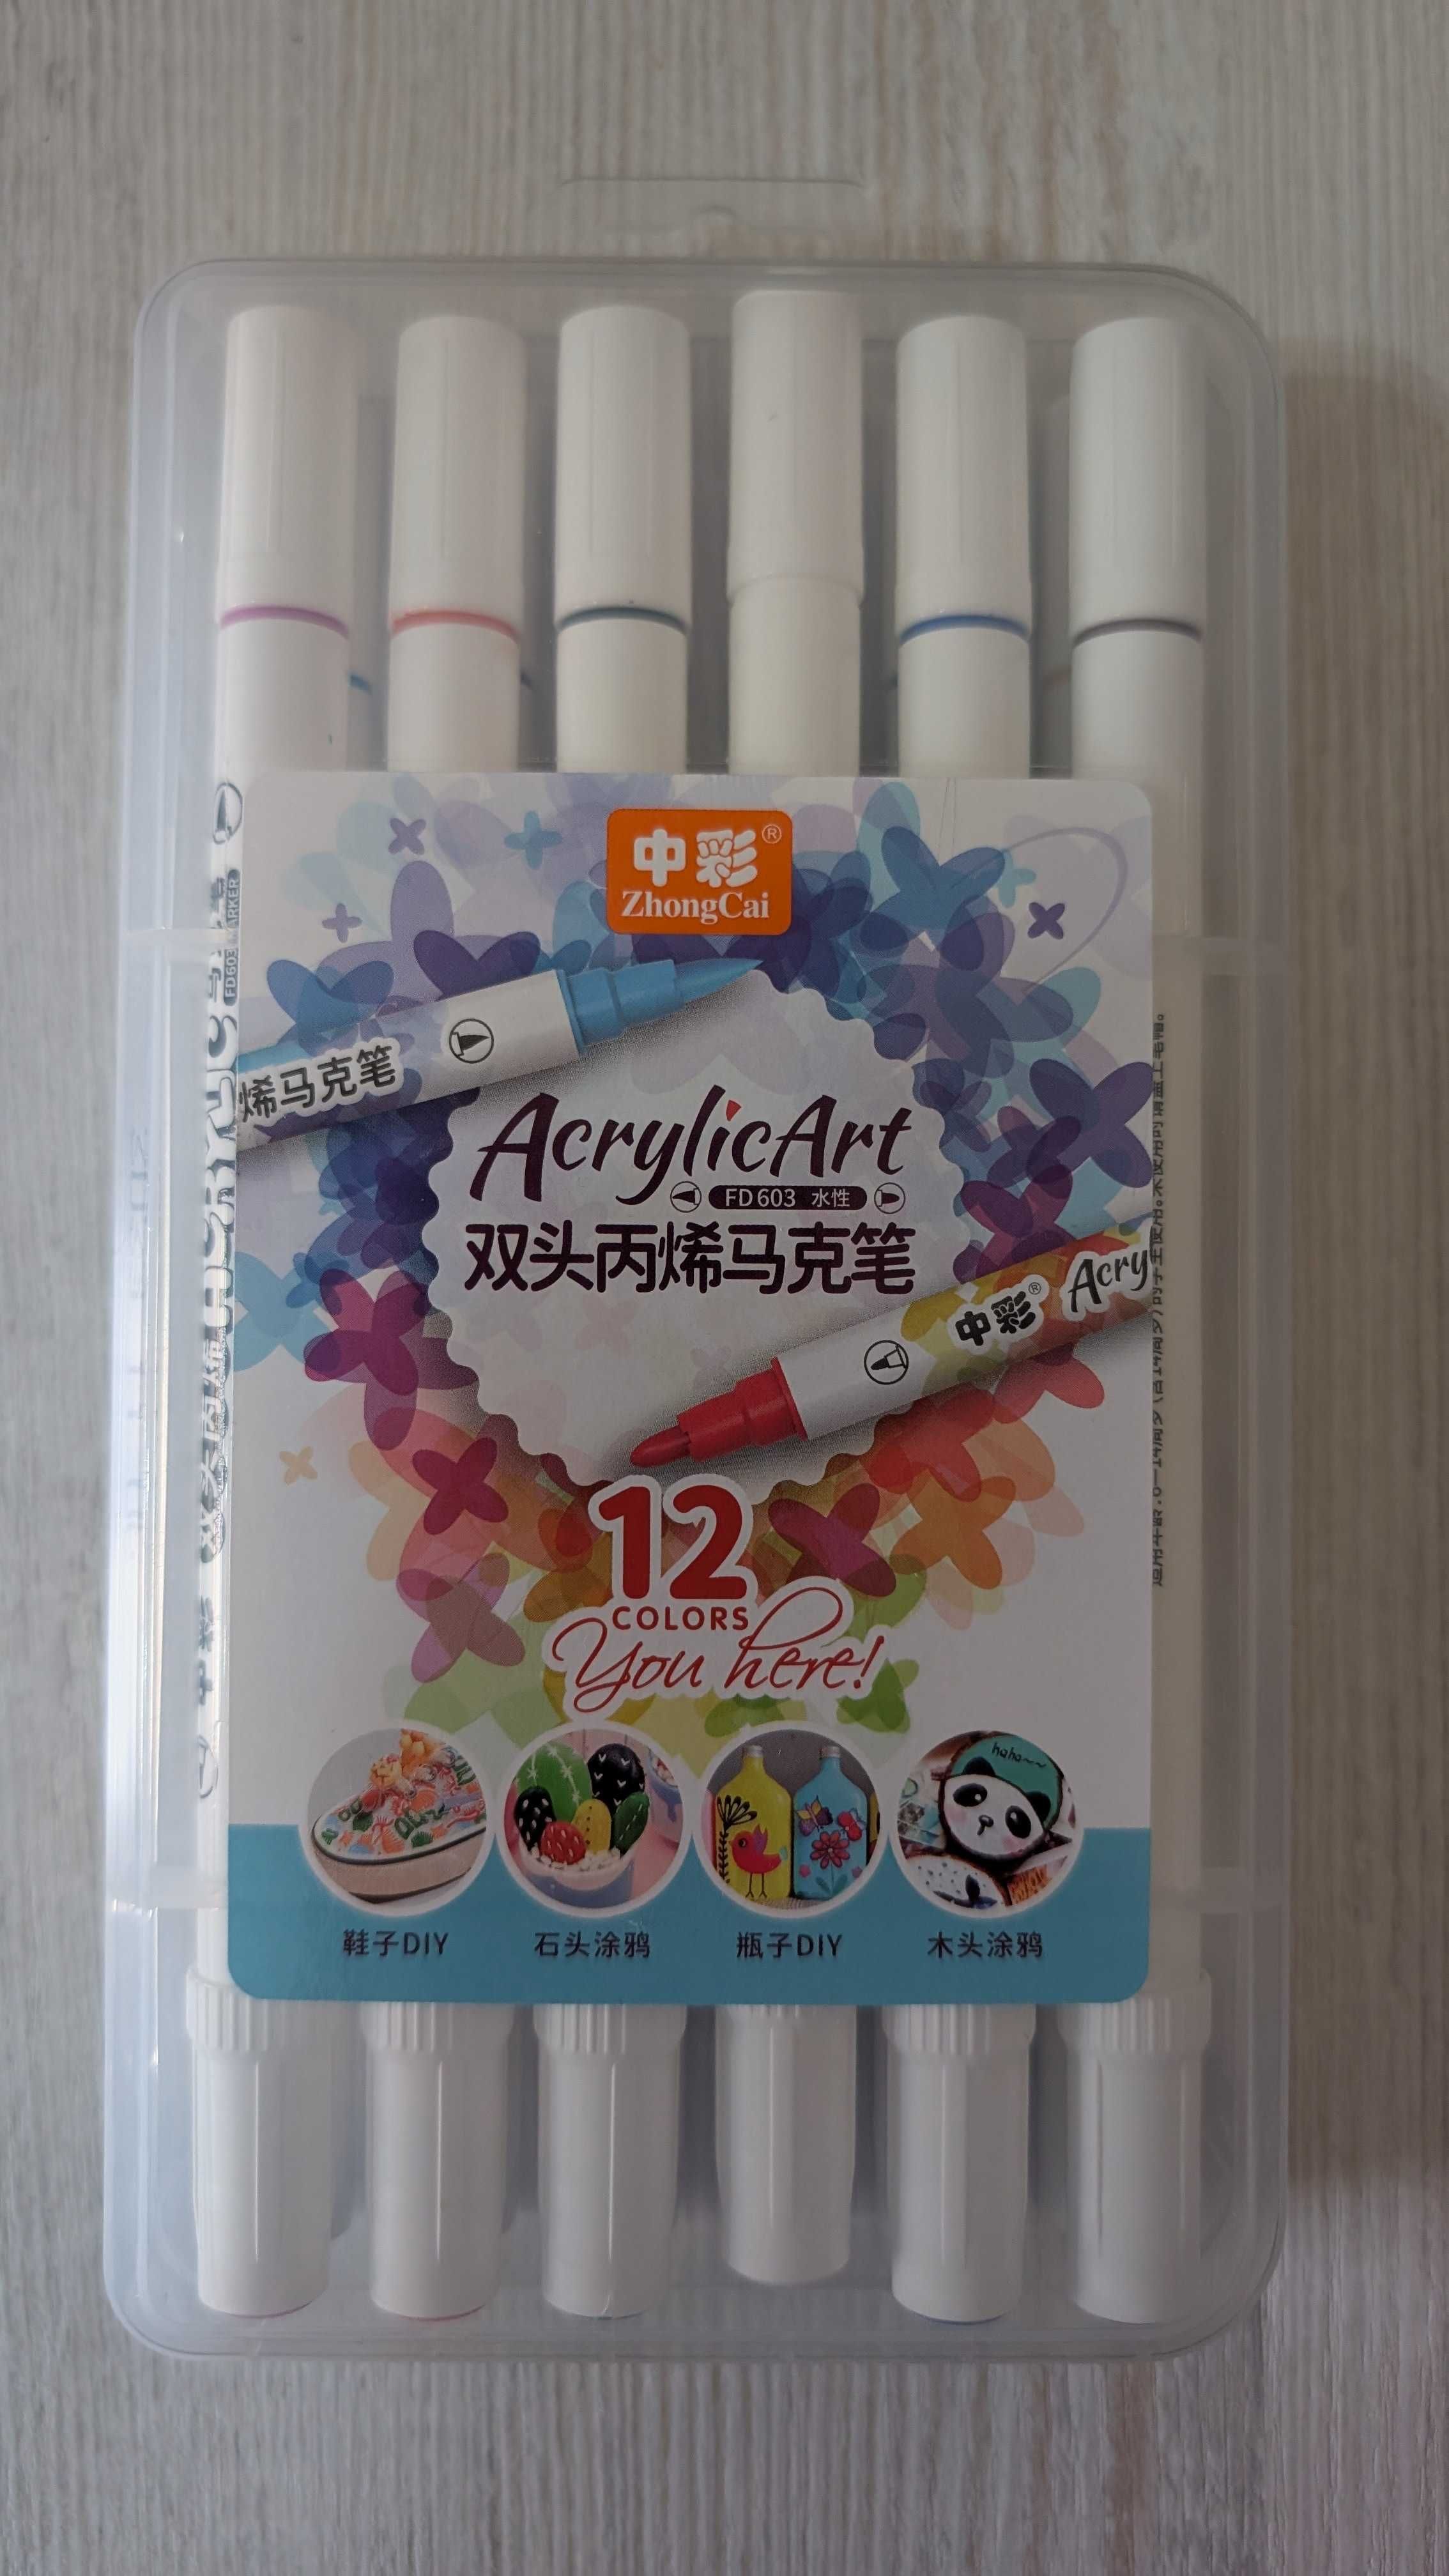 中彩®
ZhongCai
烯马克笔
AcrylicArt
FD603 水性
双头丙烯马克笔
中彩® Acry
12
COLORS
You here!
haha~~
鞋子DIY
石头涂鸦
瓶子DIY
木头涂鸦